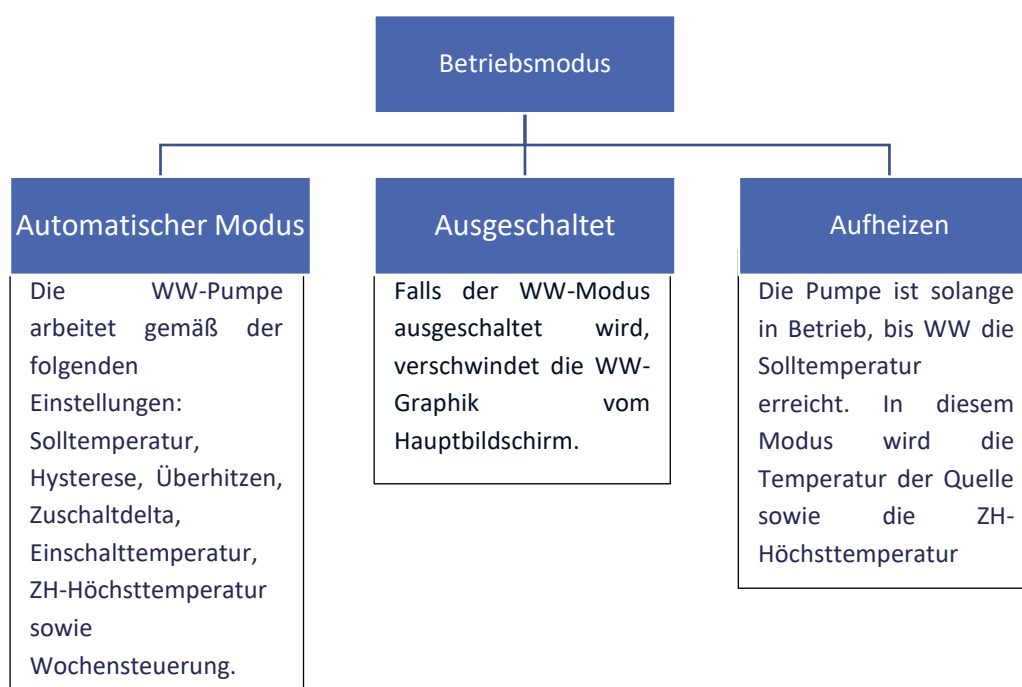 Betriebsmodus
Automatischer Modus
Die WW-Pumpe
arbeitet gemäß der
folgenden
Einstellungen:
Solltemperatur,
Hysterese, Überhitzen,
Zuschaltdelta,
Einschalttemperatur,
ZH-Höchsttemperatur
sowie
Wochensteuerung.
Ausgeschaltet
Falls der WW-Modus
ausgeschaltet wird,
verschwindet die WW-
Graphik vom
Hauptbildschirm.
Aufheizen
Die Pumpe ist solange
in Betrieb, bis WW die
Solltemperatur
erreicht. In diesem
Modus wird die
Temperatur der Quelle
sowie die ZH-
Höchsttemperatur